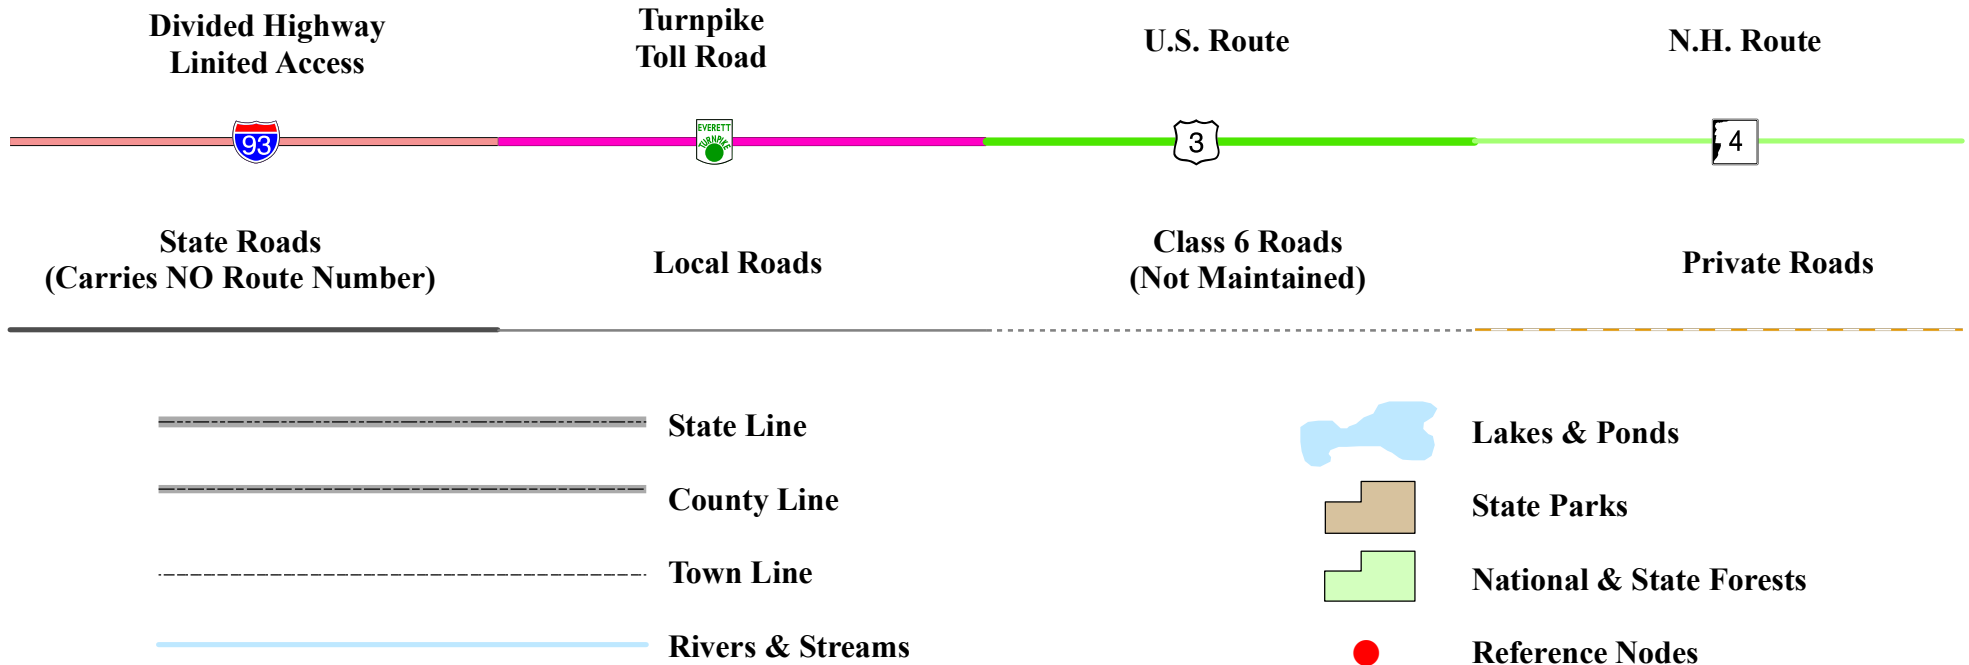 Divided Highway
Linited Access
Turnpike
Toll Road
U.S. Route
N.H. Route
93
EVERETT
TURNPIKE
3
4
State Roads
(Carries NO Route Number)
Local Roads
Class 6 Roads
(Not Maintained)
Private Roads
State Line
County Line
Town Line
Rivers & Streams
Lakes & Ponds
State Parks
National & State Forests
Reference Nodes